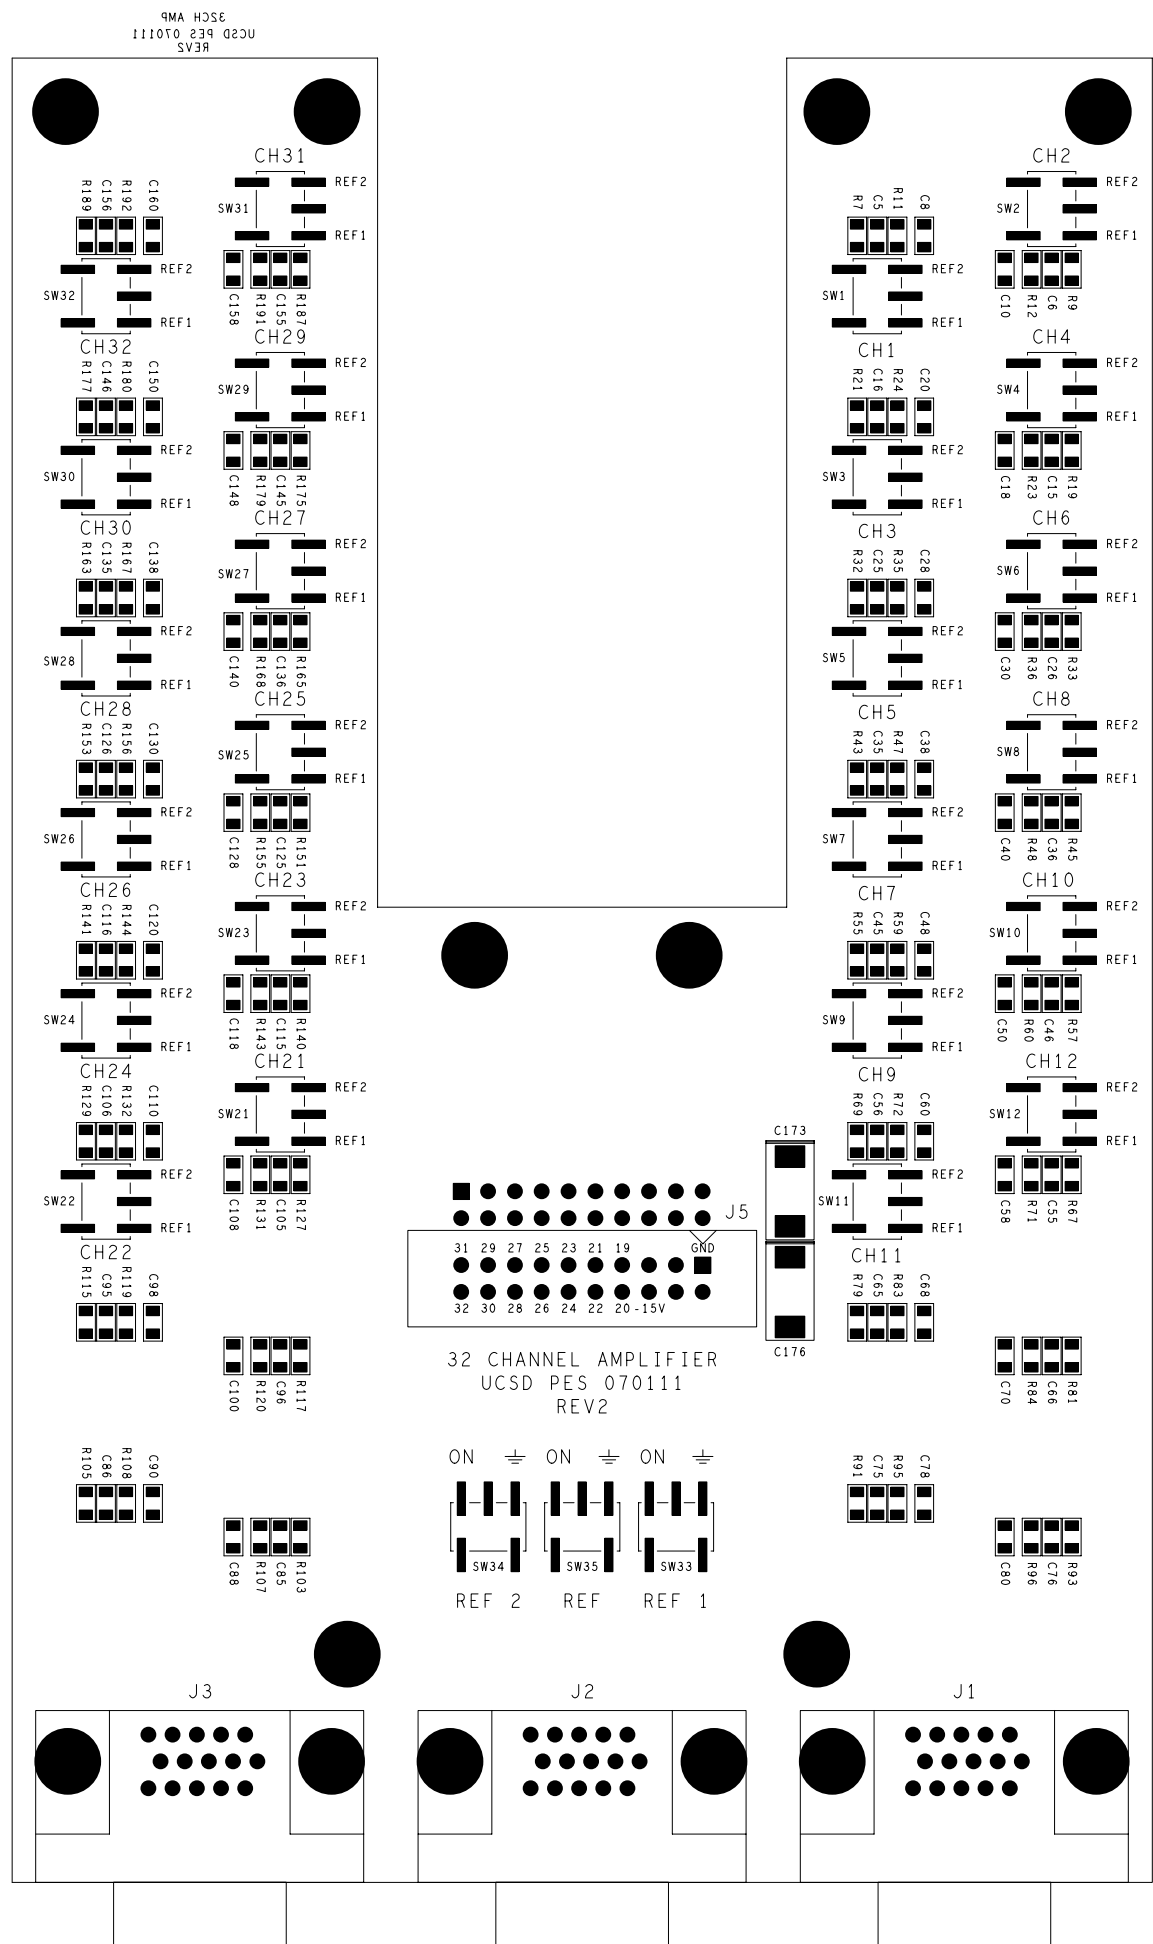 32CH AMP
UCSD PES 070111
REV2
CH31
REF2
SW31
REF1
R189 C156 R192 C160
REF2
SW32
REF1
CH32
C158 R191 C155 R187
CH29
REF2
SW29
REF1
R177 C146 R180 C150
REF2
SW30
REF1
CH30
C148 R179 C145 R175
CH27
REF2
SW27
REF1
R163 C135 R167 C138
REF2
SW28
REF1
CH28
C140 R168 C136 R165
CH25
REF2
SW25
REF1
R153 C126 R156 C130
REF2
SW26
REF1
CH26
C128 R155 C125 R151
CH23
REF2
SW23
REF1
R141 C116 R144 C120
REF2
SW24
REF1
CH24
C118 R143 C115 R140
CH21
REF2
SW21
REF1
R129 C106 R132 C110
REF2
SW22
REF1
CH22
C108 R131 C105 R127
R115 C95 R119 C98
C100 R120 C96 R117
R105 C86 R108 C90
C88 R107 C85 R103
CH2
REF2
SW2
REF1
R7 C5 R11 C8
REF2
SW1
REF1
CH1
C10 R12 C6 R9
CH4
REF2
SW4
REF1
R21 C16 R24 C20
REF2
SW3
REF1
CH3
C18 R23 C15 R19
CH6
REF2
SW6
REF1
R32 C25 R35 C28
REF2
SW5
REF1
CH5
C30 R36 C26 R33
CH8
REF2
SW8
REF1
R43 C35 R47 C38
REF2
SW7
REF1
CH7
C40 R48 C36 R45
CH10
REF2
SW10
REF1
R55 C45 R59 C48
REF2
SW9
REF1
CH9
C50 R60 C46 R57
CH12
REF2
SW12
REF1
R69 C56 R72 C60
REF2
SW11
REF1
CH11
C58 R71 C55 R67
R79 C65 R83 C68
C70 R84 C66 R81
R91 C75 R95 C78
C80 R96 C76 R93
C173
J5
31 29 27 25 23 21 19 GND
32 30 28 26 24 22 20 -15V
C176
32 CHANNEL AMPLIFIER
UCSD PES 070111
REV2
ON ON ON
SW34 SW35 SW33
REF 2 REF REF 1
J3 J2 J1